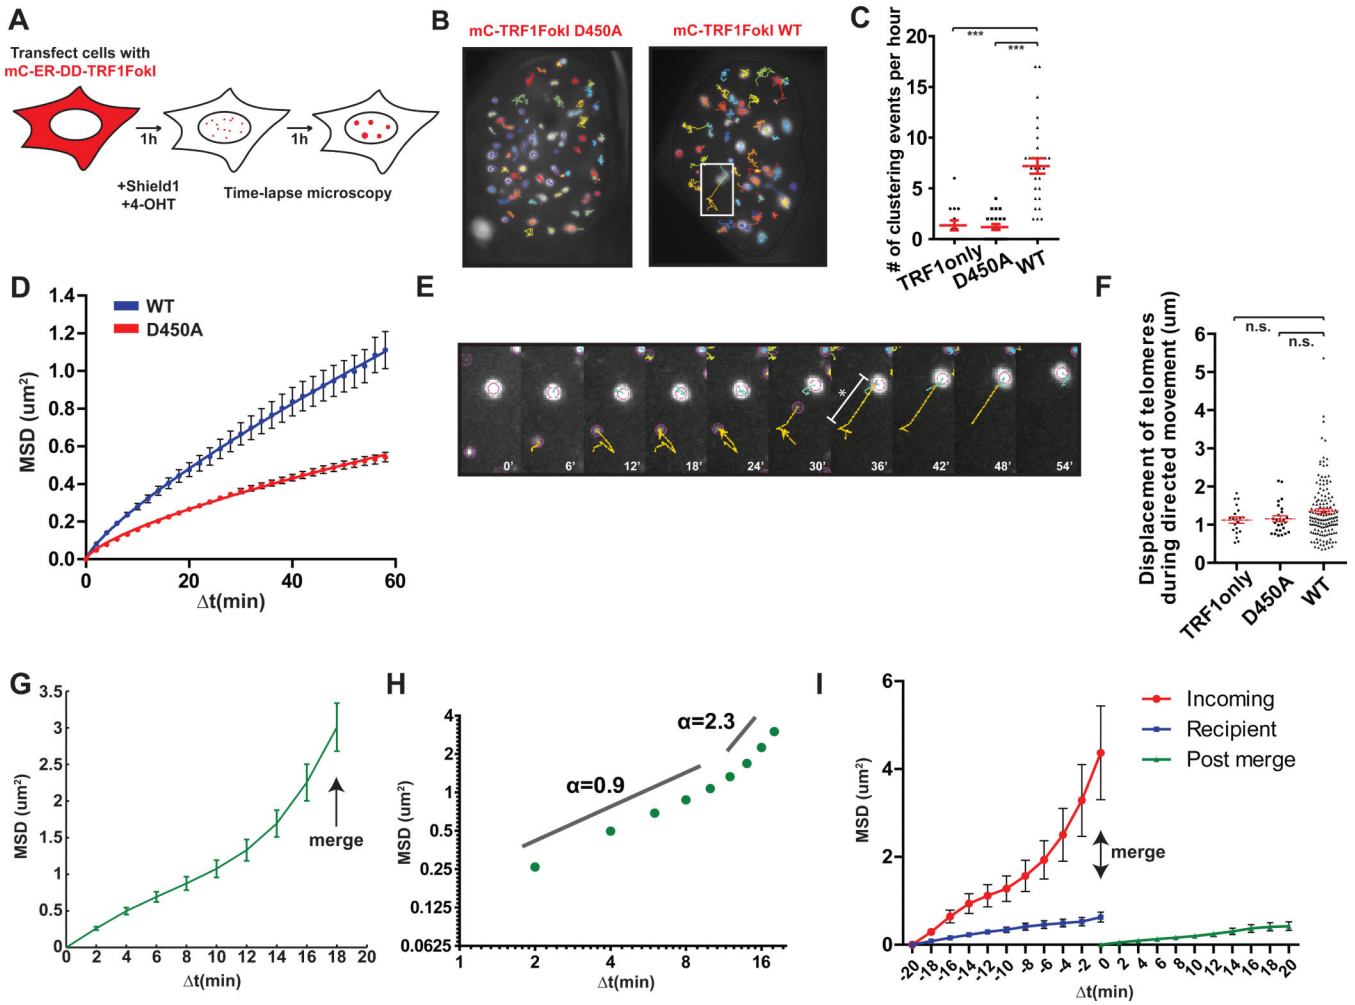 A
Transfect cells with
mC-ER-DD-TRF1FokI
1h
1h
+Shield1
+4-OHT
Time-lapse microscopy
B
mC-TRF1FokI D450A
mC-TRF1FokI WT
C
# of clustering events per hour
20
15
10
5
0
***
***
TRF1only
D450A
WT
D
MSD (um²)
1.4
1.2
1.0
0.8
0.6
0.4
0.2
0.0
WT
D450A
0
20
40
60
Δt(min)
E
*
0'
6'
12'
18'
24'
30'
36'
42'
48'
54'
F
Displacement of telomeres
during directed movement (um)
6
5
4
3
2
1
0
n.s.
n.s.
TRF1only
D450A
WT
G
MSD (um²)
3.5
3
2.5
2
1.5
1
0.5
0
merge
0 2 4 6 8 10 12 14 16 18 20
Δt(min)
H
MSD (um²)
4
2
1
0.5
0.25
0.125
0.0625
α=0.9
α=2.3
1 2 4 8 16
Δt(min)
I
MSD (um²)
6
4
2
0
Incoming
Recipient
Post merge
merge
-20 -18 -16 -14 -12 -10 -8 -6 -4 -2 0 2 4 6 8 10 12 14 16 18 20
Δt(min)